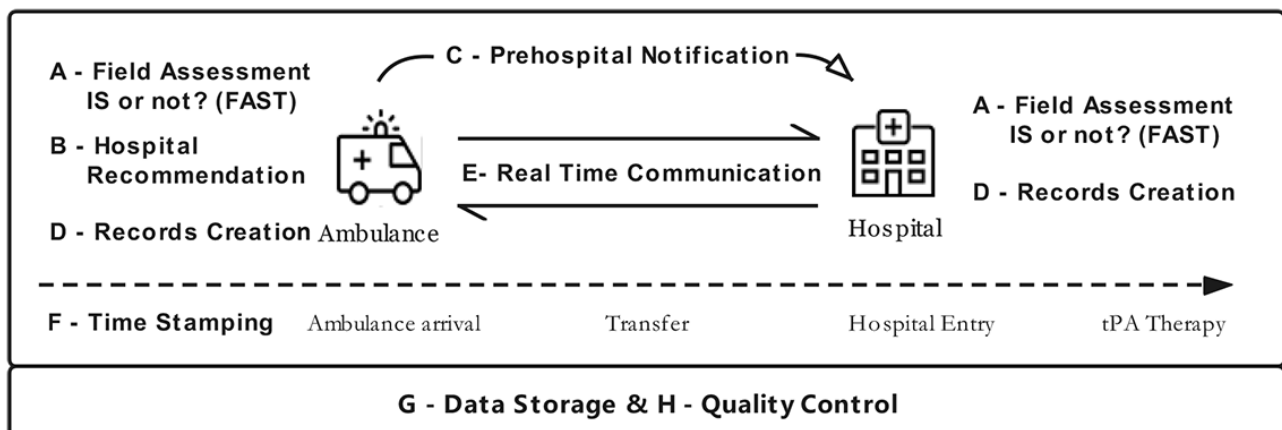 C - Prehospital Notification
A - Field Assessment
IS or not? (FAST)
B - Hospital
Recommendation
D - Records Creation
Ambulance
E- Real Time Communication
Hospital
A - Field Assessment
IS or not? (FAST)
D - Records Creation
F - Time Stamping
Ambulance arrival
Transfer
Hospital Entry
tPA Therapy
G - Data Storage & H - Quality Control